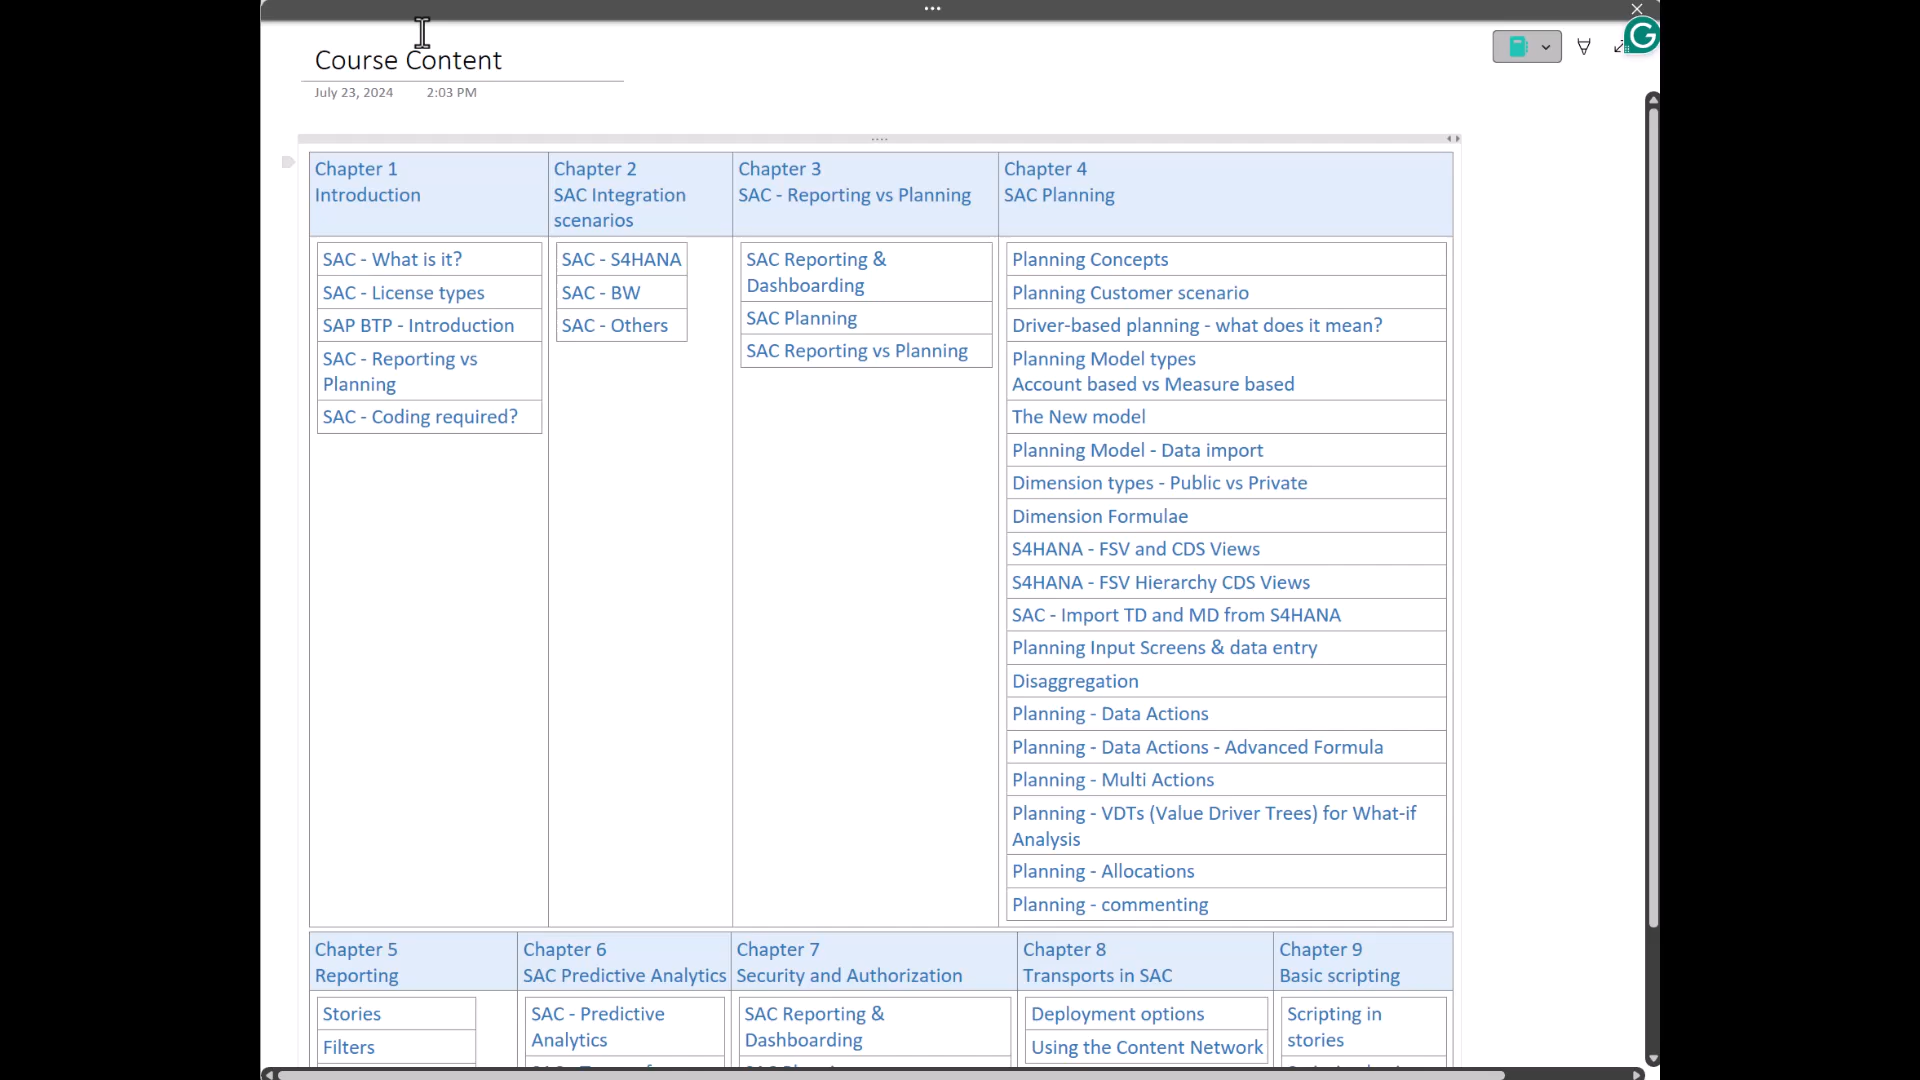 Course Content
July 23, 2024 2:03 PM
Chapter 1
Introduction
Chapter 2
SAC Integration
scenarios
Chapter 3
SAC - Reporting vs Planning
Chapter 4
SAC Planning
SAC - What is it?
SAC - License types
SAP BTP - Introduction
SAC - Reporting vs
Planning
SAC - Coding required?
SAC - S4HANA
SAC - BW
SAC - Others
SAC Reporting &
Dashboarding
SAC Planning
SAC Reporting vs Planning
Planning Concepts
Planning Customer scenario
Driver-based planning - what does it mean?
Planning Model types
Account based vs Measure based
The New model
Planning Model - Data import
Dimension types - Public vs Private
Dimension Formulae
S4HANA - FSV and CDS Views
S4HANA - FSV Hierarchy CDS Views
SAC - Import TD and MD from S4HANA
Planning Input Screens & data entry
Disaggregation
Planning - Data Actions
Planning - Data Actions - Advanced Formula
Planning - Multi Actions
Planning - VDTs (Value Driver Trees) for What-if
Analysis
Planning - Allocations
Planning - commenting
Chapter 5
Reporting
Chapter 6
SAC Predictive Analytics
Chapter 7
Security and Authorization
Chapter 8
Transports in SAC
Chapter 9
Basic scripting
Stories
Filters
SAC - Predictive
Analytics
SAC Reporting &
Dashboarding
Deployment options
Using the Content Network
Scripting in
stories